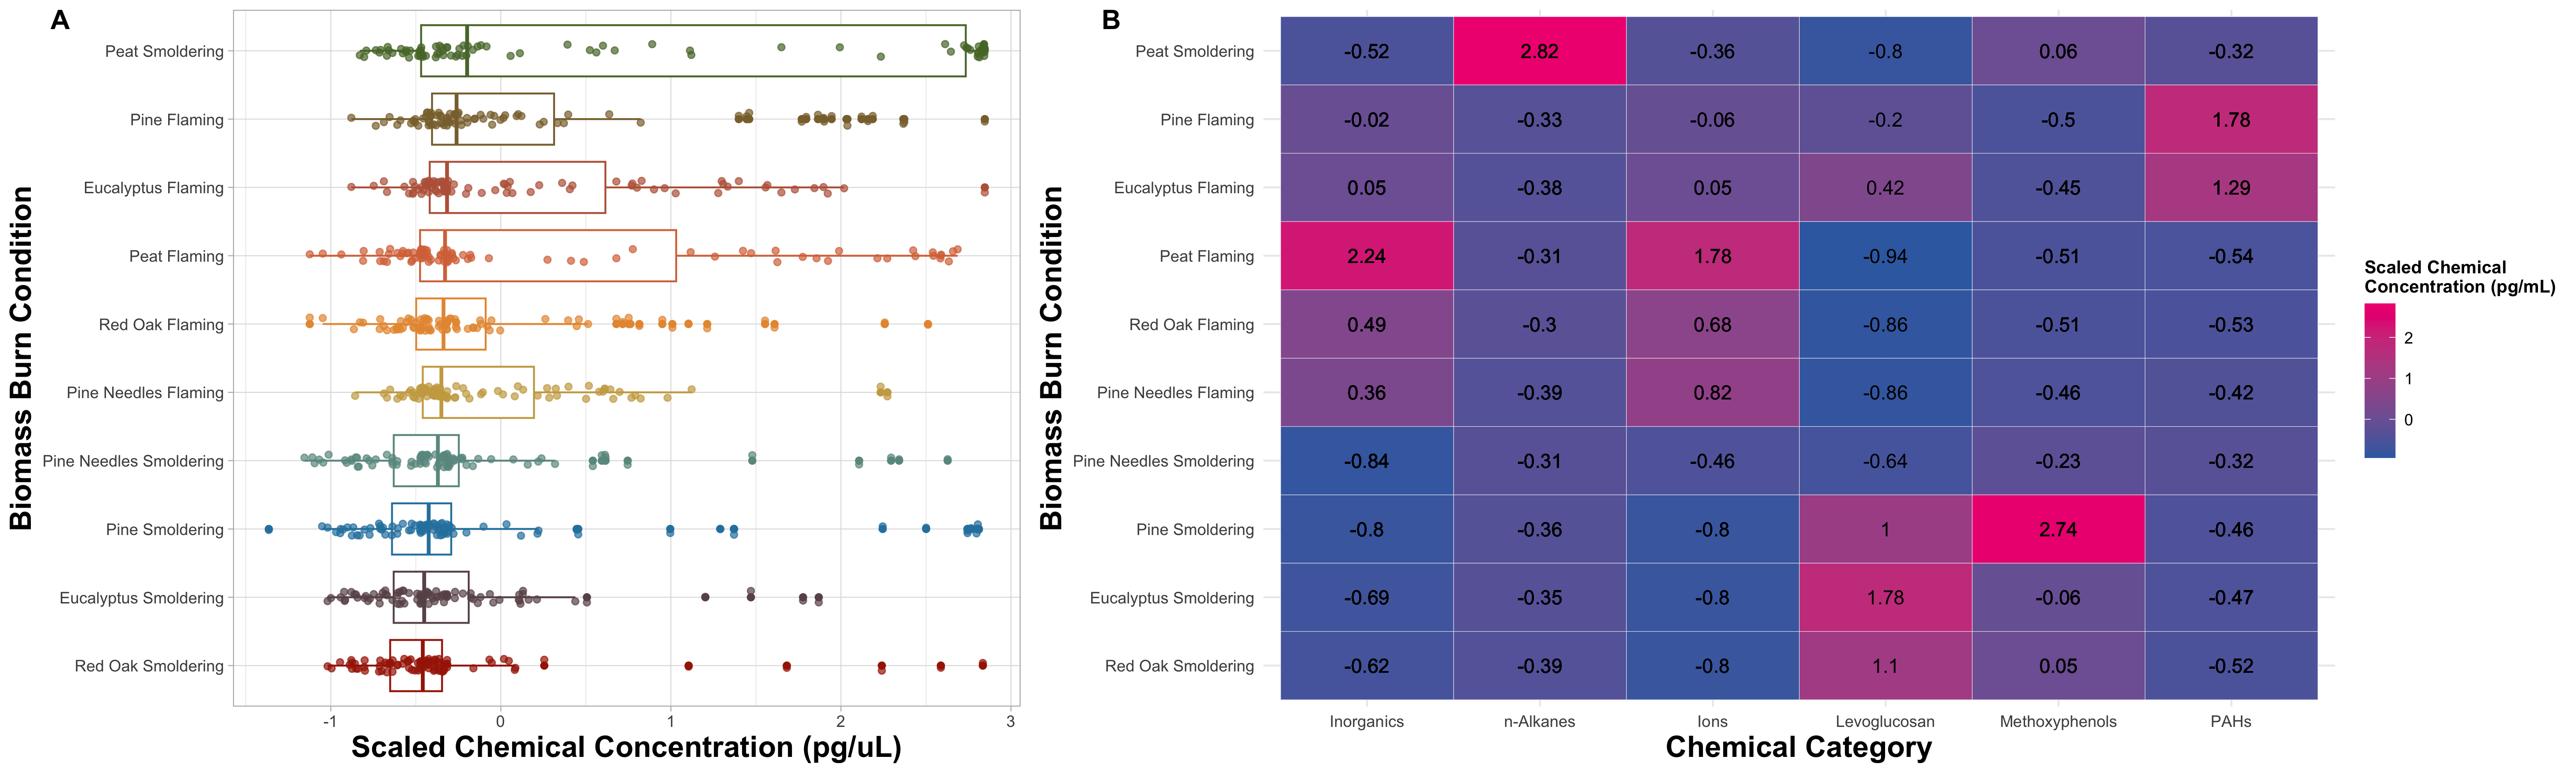 A
Biomass Burn Condition
Peat Smoldering
Pine Flaming
Eucalyptus Flaming
Peat Flaming
Red Oak Flaming
Pine Needles Flaming
Pine Needles Smoldering
Pine Smoldering
Eucalyptus Smoldering
Red Oak Smoldering
-1 0 1 2 3
Scaled Chemical Concentration (pg/uL)
B
Biomass Burn Condition
Peat Smoldering -0.52 2.82 -0.36 -0.8 0.06 -0.32
Pine Flaming -0.02 -0.33 -0.06 -0.2 -0.5 1.78
Eucalyptus Flaming 0.05 -0.38 0.05 0.42 -0.45 1.29
Peat Flaming 2.24 -0.31 1.78 -0.94 -0.51 -0.54
Red Oak Flaming 0.49 -0.3 0.68 -0.86 -0.51 -0.53
Pine Needles Flaming 0.36 -0.39 0.82 -0.86 -0.46 -0.42
Pine Needles Smoldering -0.84 -0.31 -0.46 -0.64 -0.23 -0.32
Pine Smoldering -0.8 -0.36 -0.8 1 2.74 -0.46
Eucalyptus Smoldering -0.69 -0.35 -0.8 1.78 -0.06 -0.47
Red Oak Smoldering -0.62 -0.39 -0.8 1.1 0.05 -0.52
Inorganics n-Alkanes Ions Levoglucosan Methoxyphenols PAHs
Chemical Category
Scaled Chemical
Concentration (pg/mL)
2
1
0